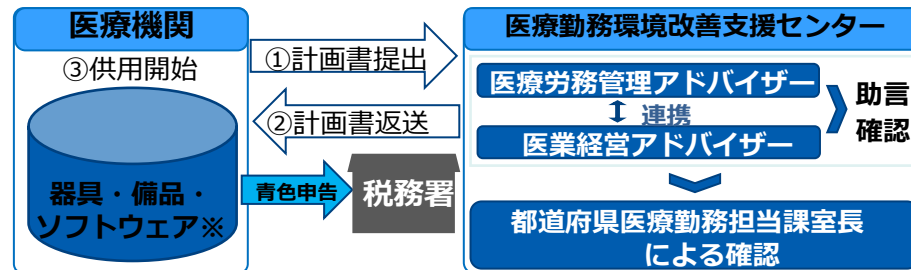 医療機関
③供用開始
器具・備品・
ソフトウェア※
①計画書提出
②計画書返送
青色申告
税務署
医療勤務環境改善支援センター
医療労務管理アドバイザー
連携
医業経営アドバイザー
助言
確認
都道府県医療勤務担当課室長
による確認